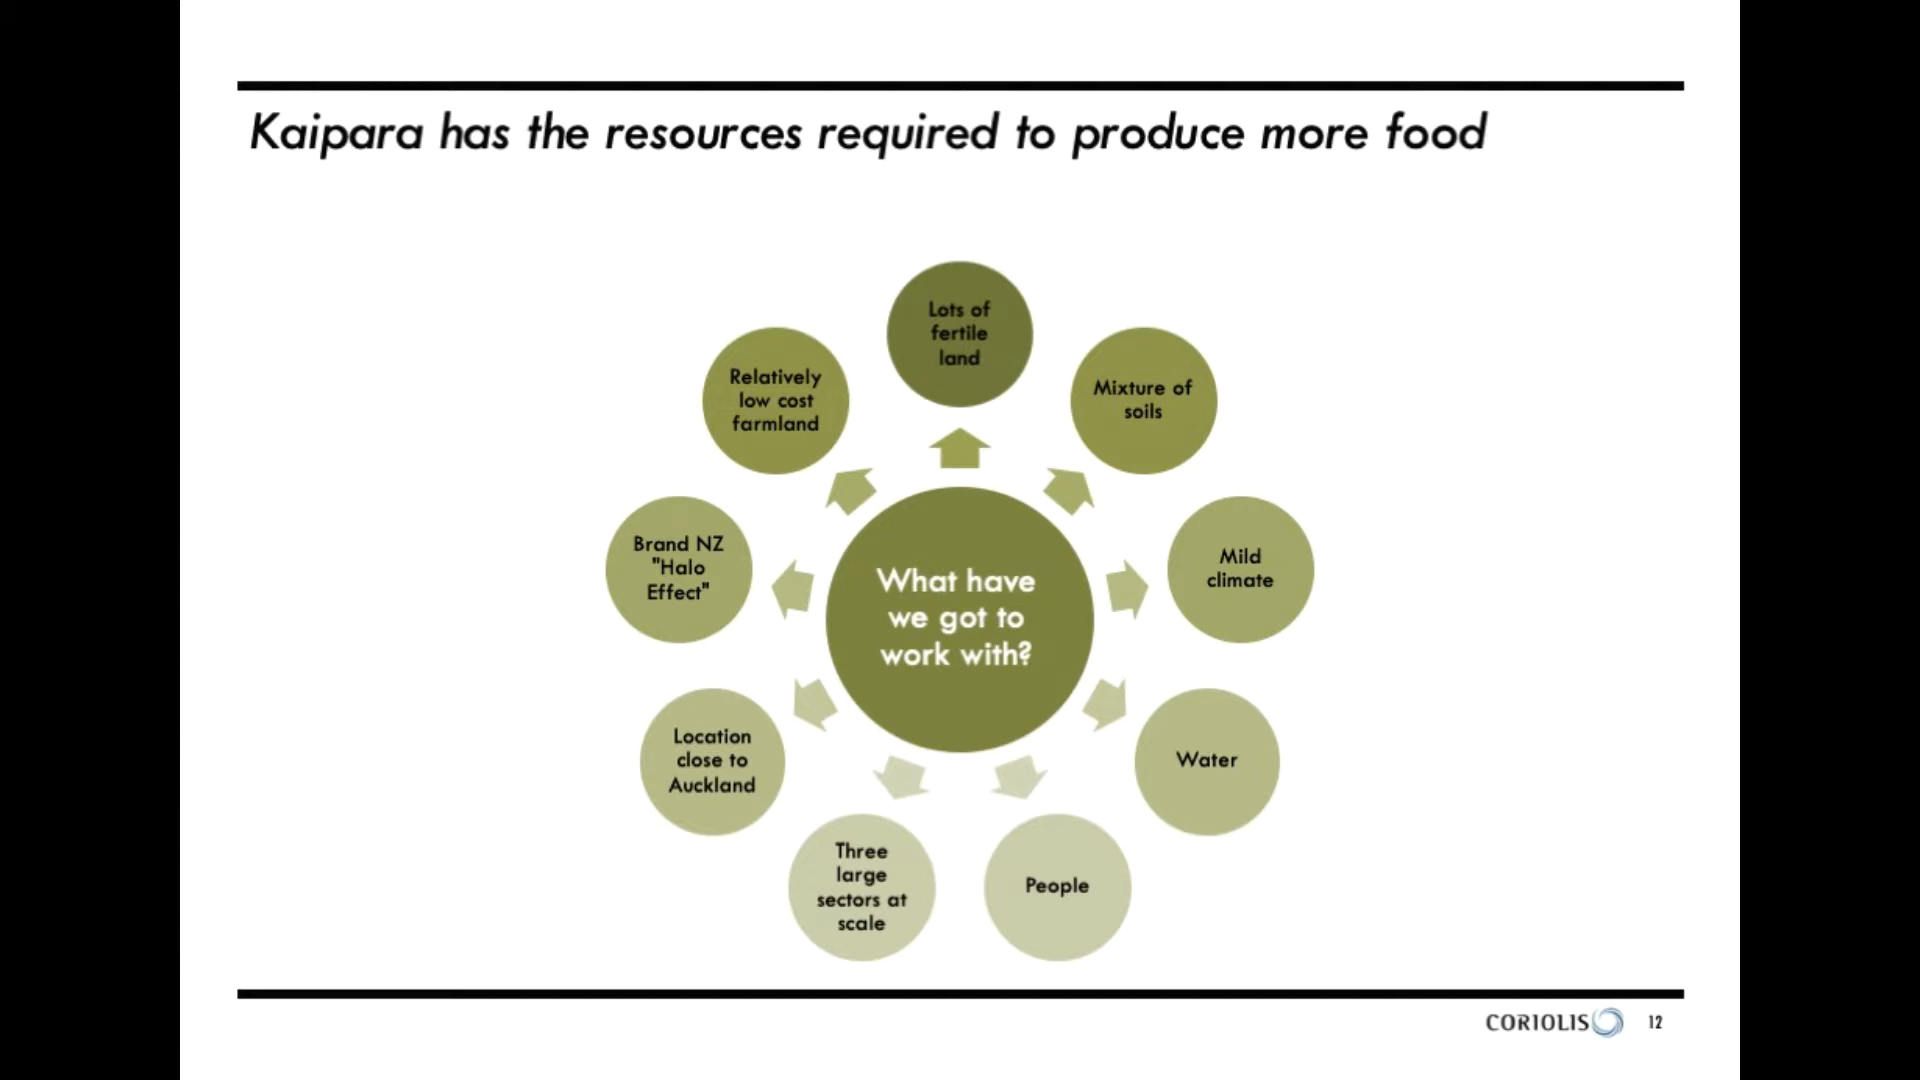 Kaipara has the resources required to produce more food
Lots of
fertile
land
Mixture of
soils
Mild
climate
Water
People
Three
large
sectors at
scale
Location
close to
Auckland
Brand NZ
"Halo
Effect"
Relatively
low cost
farmland
What have
we got to
work with?
CORIOLIS 12